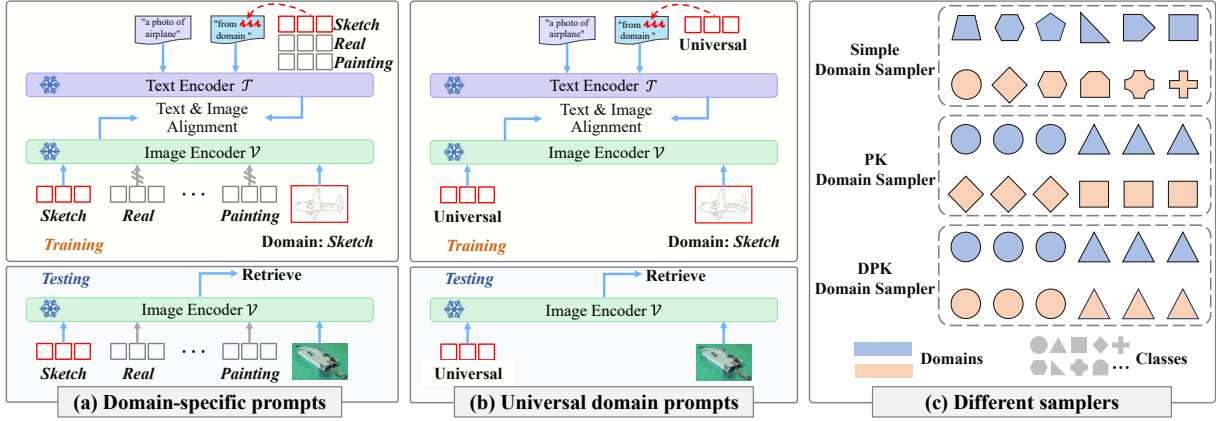 "a photo of
airplane"
"from
domain "
Sketch
Real
Painting
Text Encoder 𝒯
Text & Image
Alignment
Image Encoder 𝒱
Sketch
Real
...
Painting
Training
Domain: Sketch
Testing
Retrieve
Image Encoder 𝒱
Sketch
Real
...
Painting
(a) Domain-specific prompts
"a photo of
airplane"
"from
domain "
Universal
Text Encoder 𝒯
Text & Image
Alignment
Image Encoder 𝒱
Universal
Training
Domain: Sketch
Testing
Retrieve
Image Encoder 𝒱
Universal
(b) Universal domain prompts
Simple
Domain Sampler
PK
Domain Sampler
DPK
Domain Sampler
Domains
... Classes
(c) Different samplers